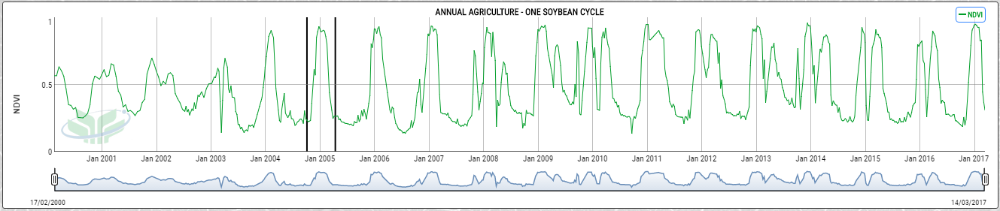 ANNUAL AGRICULTURE - ONE SOYBEAN CYCLE
NDVI
1
0.5
0
NDVI
Jan 2001 Jan 2002 Jan 2003 Jan 2004 Jan 2005 Jan 2006 Jan 2007 Jan 2008 Jan 2009 Jan 2010 Jan 2011 Jan 2012 Jan 2013 Jan 2014 Jan 2015 Jan 2016 Jan 2017
17/02/2000 14/03/2017